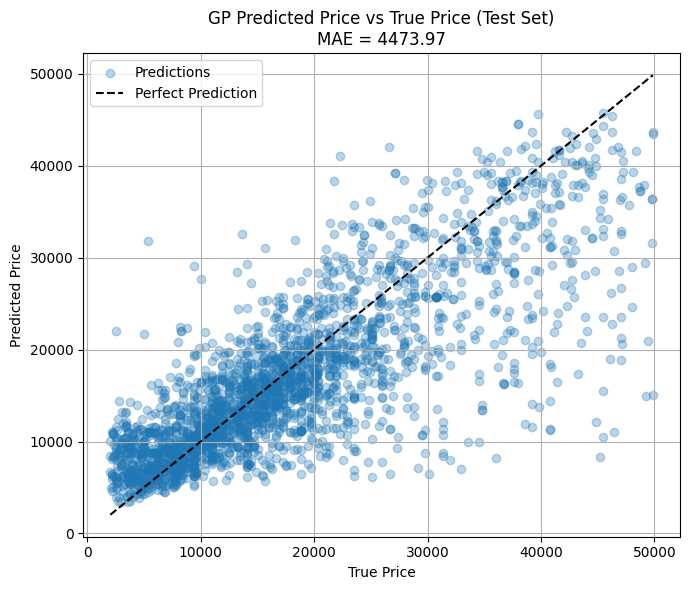 GP Predicted Price vs True Price (Test Set)
MAE = 4473.97
Predictions
Perfect Prediction
50000
40000
30000
20000
10000
0
Predicted Price
0 10000 20000 30000 40000 50000
True Price